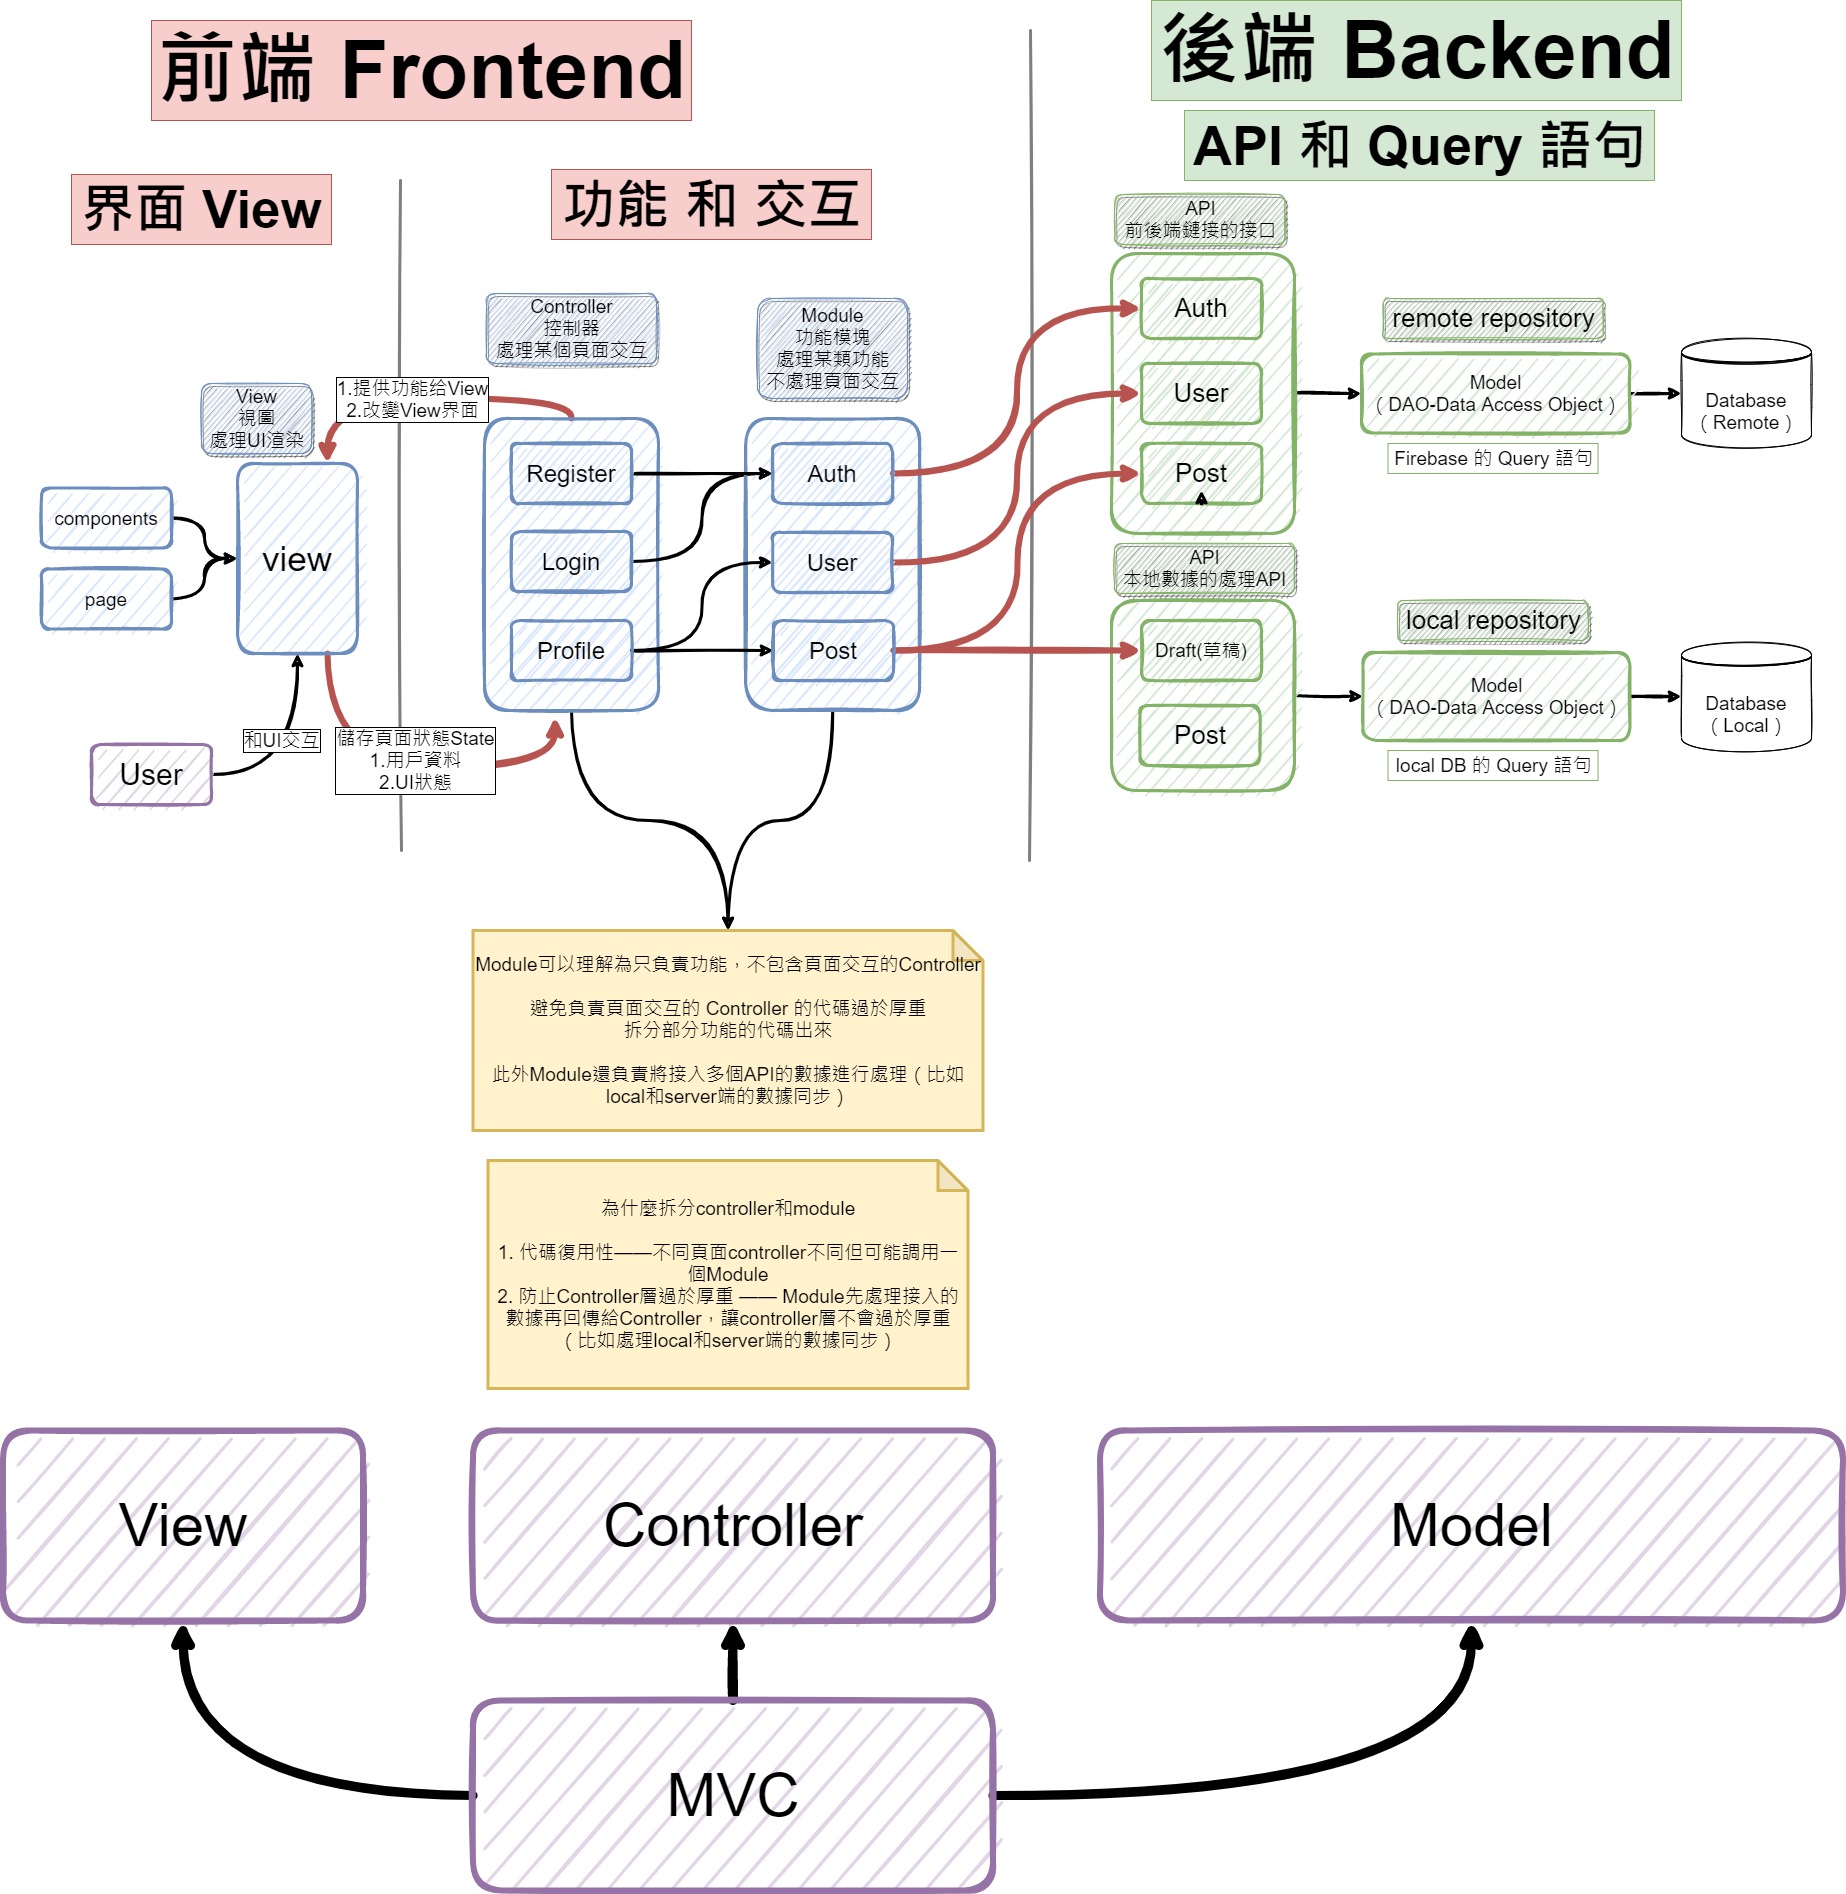 前端 Frontend
後端 Backend
API 和 Query 語句
界面 View
功能 和 交互
API
前後端鏈接的接口
Controller
控制器
處理某個頁面交互
Module
功能模塊
處理某類功能
不處理頁面交互
View
視圖
處理UI渲染
1.提供功能给View
2.改變View界面
components
page
view
User
和UI交互
儲存頁面狀態State
1.用戶資料
2.UI狀態
Register
Login
Profile
Auth
User
Post
Auth
User
Post
remote repository
Model
（DAO-Data Access Object）
Firebase 的 Query 語句
Database
（Remote）
API
本地數據的處理API
Draft(草稿)
Post
local repository
Model
（DAO-Data Access Object）
local DB 的 Query 語句
Database
（Local）
Module可以理解為只負責功能，不包含頁面交互的Controller
避免負責頁面交互的 Controller 的代碼過於厚重
拆分部分功能的代碼出來
此外Module還負責將接入多個API的數據進行處理（比如
local和server端的數據同步）
為什麼拆分controller和module
1. 代碼復用性——不同頁面controller不同但可能調用一
個Module
2. 防止Controller層過於厚重 —— Module先處理接入的
數據再回傳給Controller，讓controller層不會過於厚重
（比如處理local和server端的數據同步）
View
Controller
Model
MVC